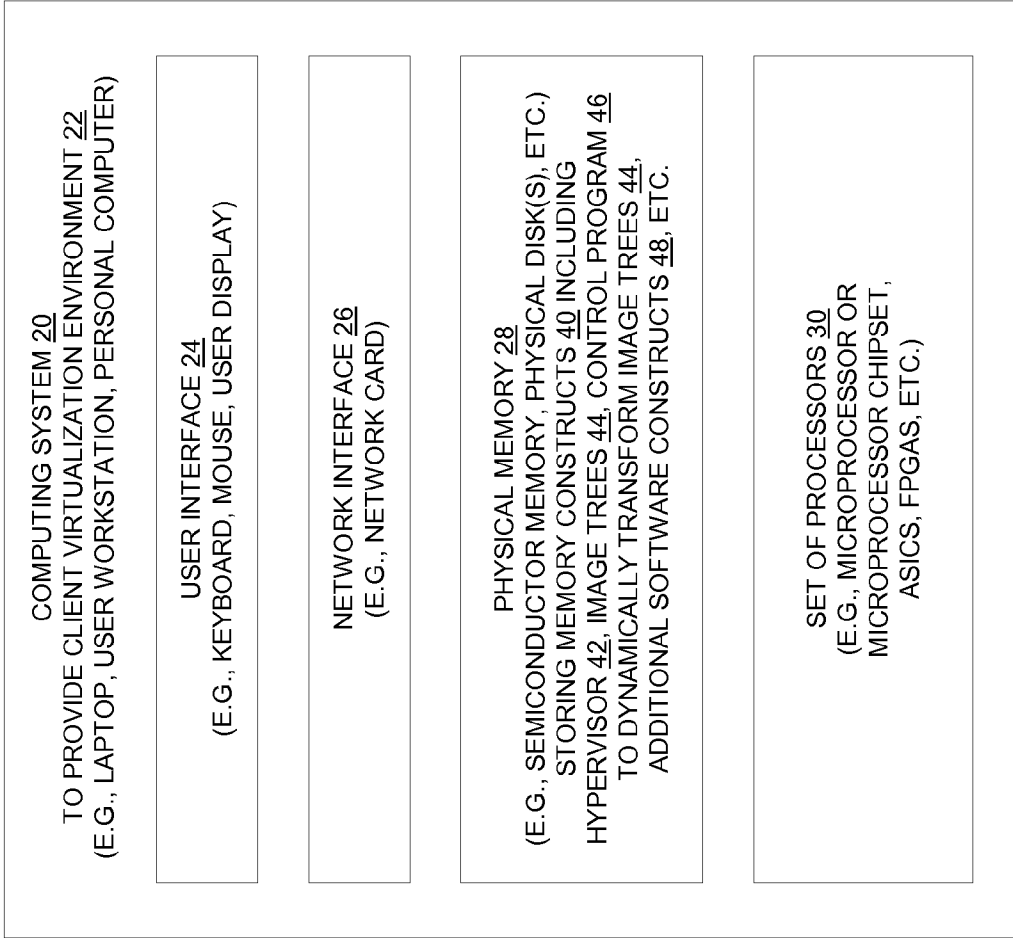 COMPUTING SYSTEM 20
TO PROVIDE CLIENT VIRTUALIZATION ENVIRONMENT 22
(E.G., LAPTOP, USER WORKSTATION, PERSONAL COMPUTER)
USER INTERFACE 24
(E.G., KEYBOARD, MOUSE, USER DISPLAY)
NETWORK INTERFACE 26
(E.G., NETWORK CARD)
PHYSICAL MEMORY 28
(E.G., SEMICONDUCTOR MEMORY, PHYSICAL DISK(S), ETC.)
STORING MEMORY CONSTRUCTS 40 INCLUDING
HYPERVISOR 42, IMAGE TREES 44, CONTROL PROGRAM 46
TO DYNAMICALLY TRANSFORM IMAGE TREES 44,
ADDITIONAL SOFTWARE CONSTRUCTS 48, ETC.
SET OF PROCESSORS 30
(E.G., MICROPROCESSOR OR
MICROPROCESSOR CHIPSET,
ASICS, FPGAS, ETC.)